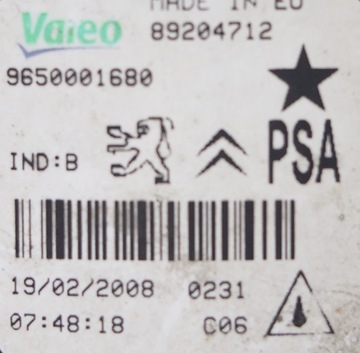 MADE IN EU
Valeo 89204712
9650001680
IND:B PSA
19/02/2008 0231
07:48:18 C06